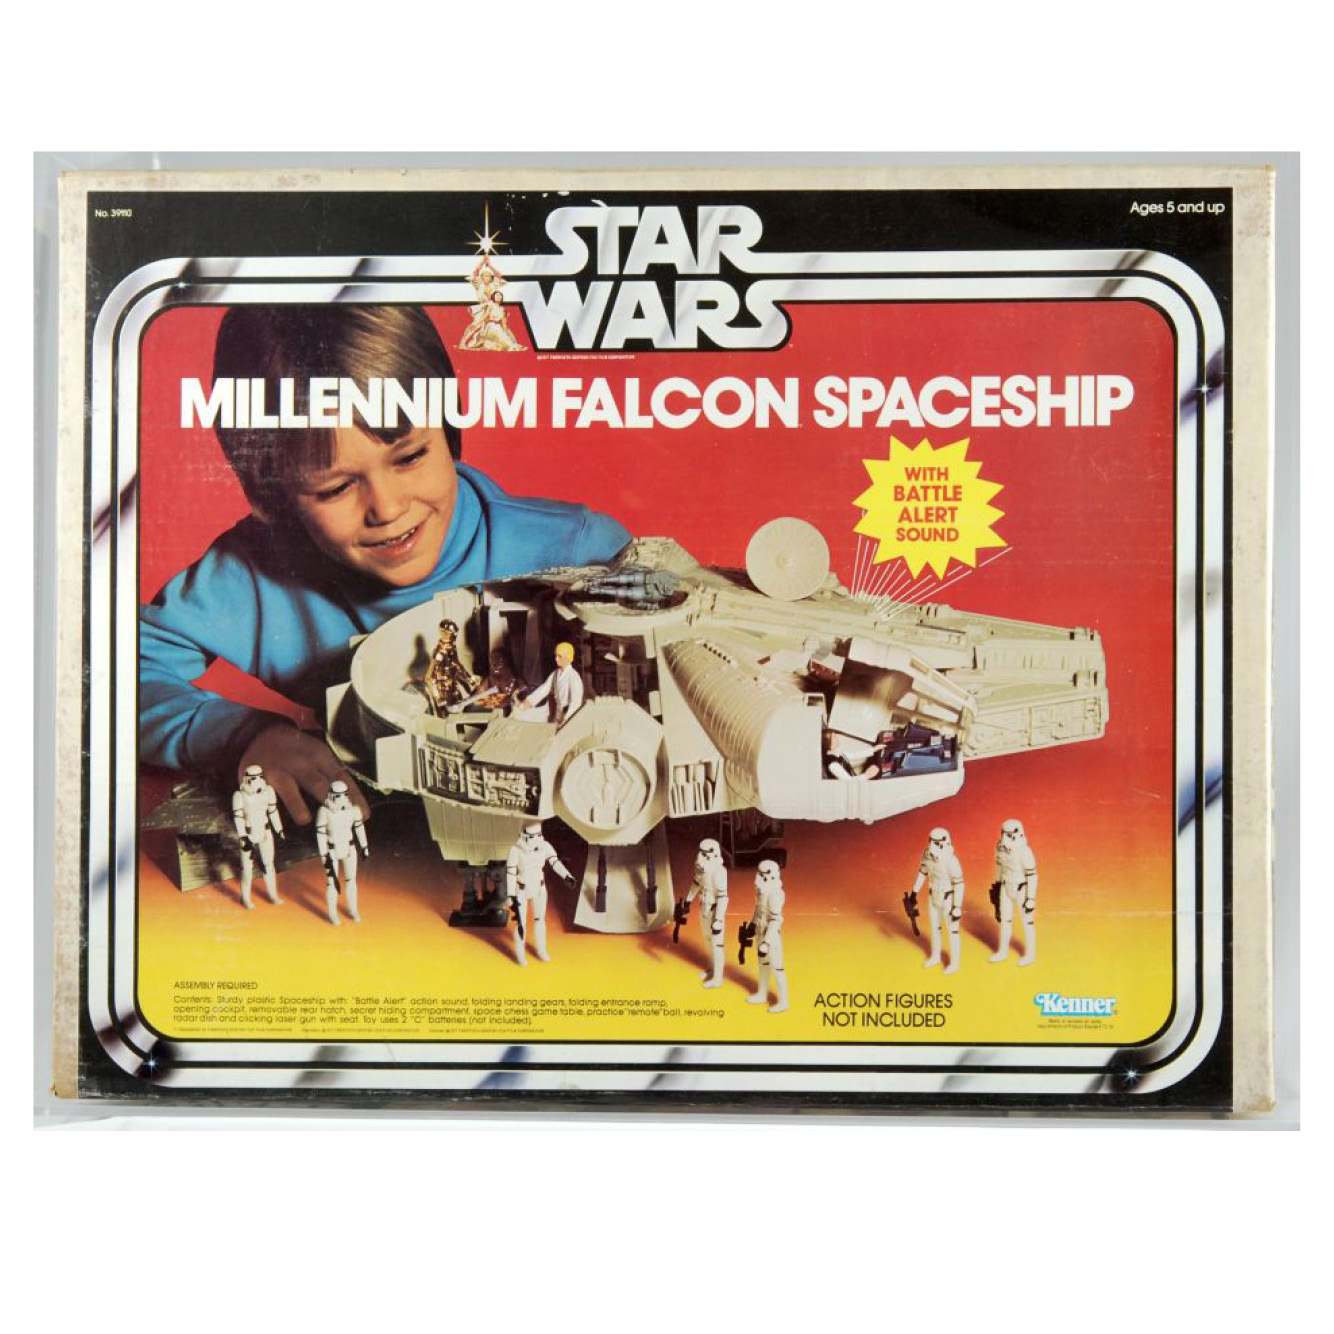 No. 39110
Ages 5 and up
STAR
WARS
MILLENNIUM FALCON SPACESHIP
WITH
BATTLE
ALERT
SOUND
ASSEMBLY REQUIRED
Contents: Sturdy plastic Spaceship with: "Battle Alert" action sound, folding landing gears, folding entrance ramp,
opening cockpit, removable rear hatch, secret hiding compartment, space chess game table, practice "remote" ball, revolving
radar dish and clicking laser gun with seat. Toy uses 2 "C" batteries (not included).
ACTION FIGURES
NOT INCLUDED
Kenner